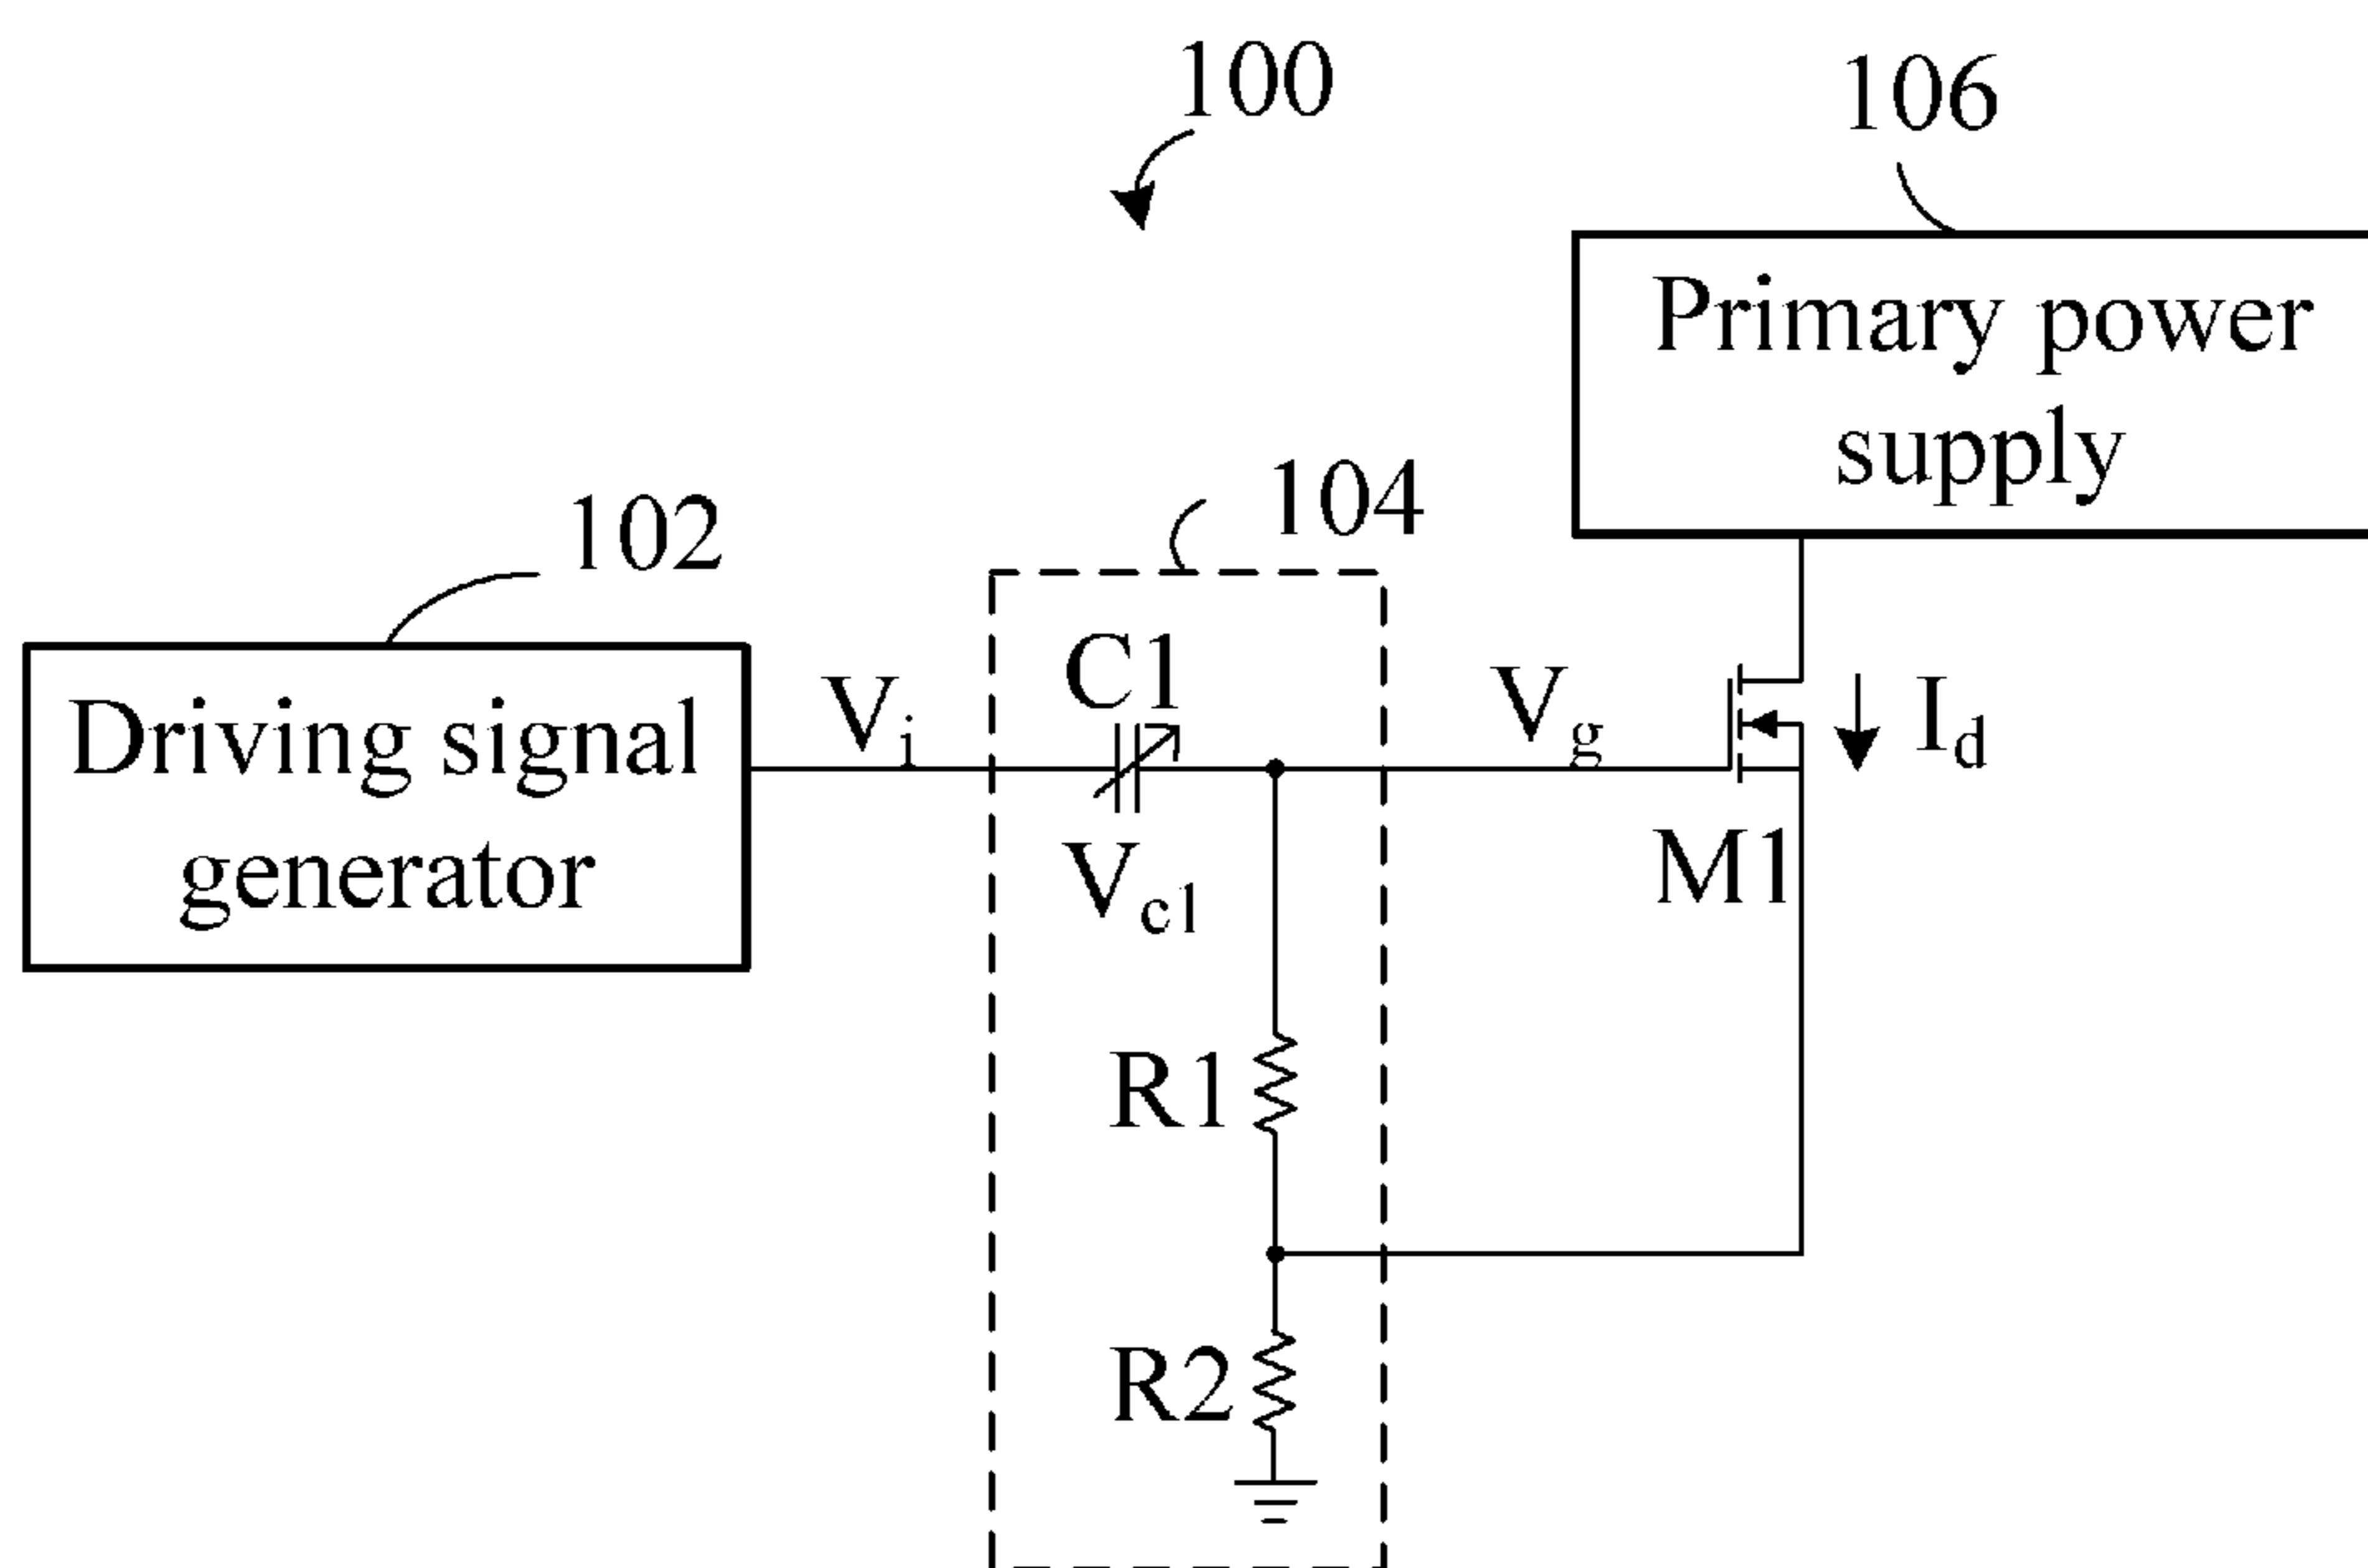 100
106
Primary power
supply
104
102
C1
Driving signal
generator
Vi
Vg
Id
Vc1
M1
R1
R2